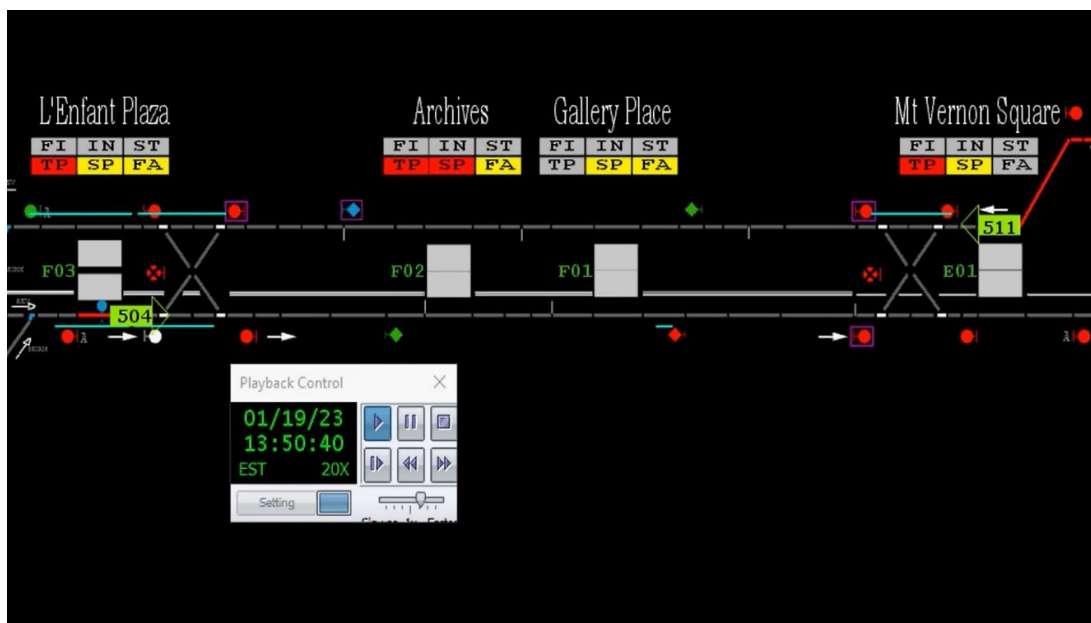 L'Enfant Plaza
FI IN ST
TP SP FA
Archives
FI IN ST
TP SP FA
Gallery Place
FI IN ST
TP SP FA
Mt Vernon Square
FI IN ST
TP SP FA
A
511
F03
F02
F01
E01
504
A
A
Playback Control
01/19/23
13:50:40
EST 20X
Setting